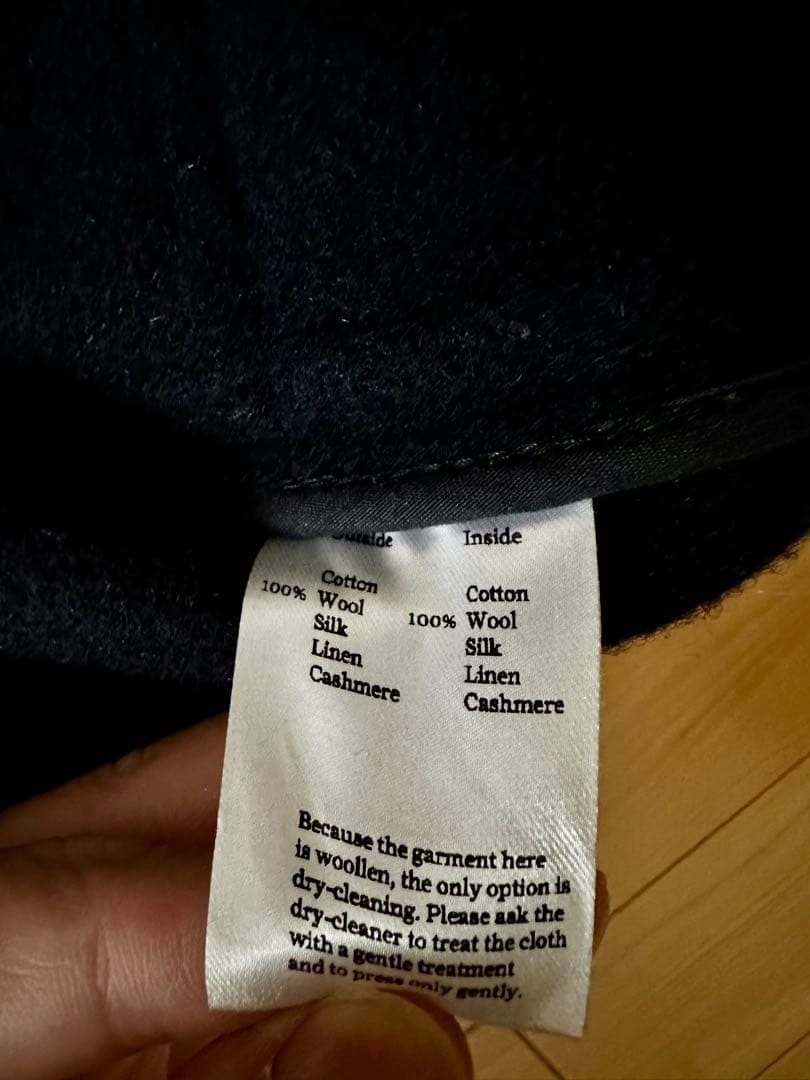 Outside Inside
Cotton Cotton
100% Wool 100% Wool
Silk Silk
Linen Linen
Cashmere Cashmere
Because the garment here
is woollen, the only option is
dry-cleaning. Please ask the
dry-cleaner to treat the cloth
with a gentle treatment
and to press only gently.